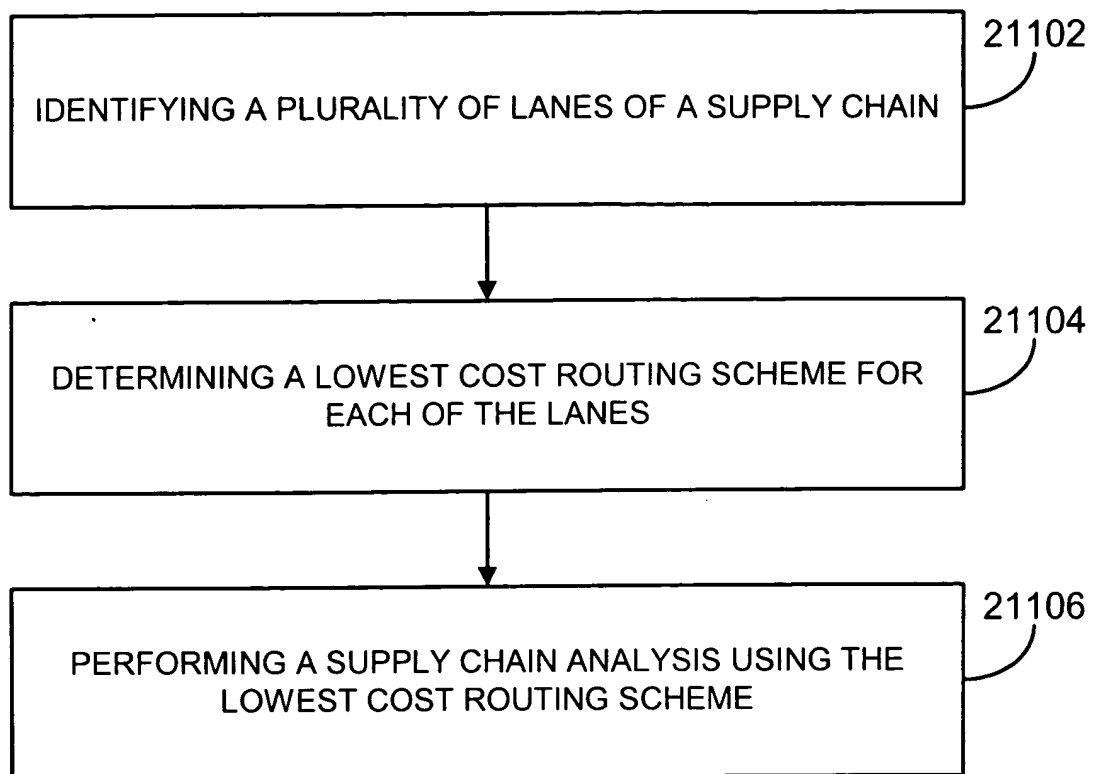 21102
IDENTIFYING A PLURALITY OF LANES OF A SUPPLY CHAIN
21104
DETERMINING A LOWEST COST ROUTING SCHEME FOR
EACH OF THE LANES
21106
PERFORMING A SUPPLY CHAIN ANALYSIS USING THE
LOWEST COST ROUTING SCHEME